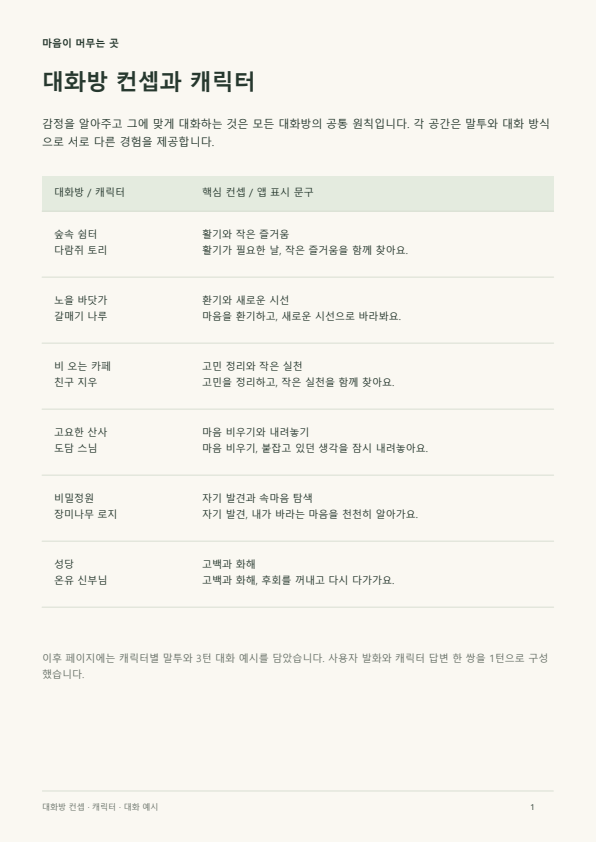 마음이 머무는 곳
대화방 컨셉과 캐릭터
감정을 알아주고 그에 맞게 대화하는 것은 모든 대화방의 공통 원칙입니다. 각 공간은 말투와 대화 방식
으로 서로 다른 경험을 제공합니다.
대화방 / 캐릭터
핵심 컨셉 / 앱 표시 문구
숲속 쉼터
다람쥐 토리
활기와 작은 즐거움
활기가 필요한 날, 작은 즐거움을 함께 찾아요.
노을 바닷가
갈매기 나루
환기와 새로운 시선
마음을 환기하고, 새로운 시선으로 바라봐요.
비 오는 카페
친구 지우
고민 정리와 작은 실천
고민을 정리하고, 작은 실천을 함께 찾아요.
고요한 산사
도담 스님
마음 비우기와 내려놓기
마음 비우기, 붙잡고 있던 생각을 잠시 내려놓아요.
비밀정원
장미나무 로지
자기 발견과 속마음 탐색
자기 발견, 내가 바라는 마음을 천천히 알아가요.
성당
온유 신부님
고백과 화해
고백과 화해, 후회를 꺼내고 다시 다가가요.
이후 페이지에는 캐릭터별 말투와 3턴 대화 예시를 담았습니다. 사용자 발화와 캐릭터 답변 한 쌍을 1턴으로 구성
했습니다.
대화방 컨셉 · 캐릭터 · 대화 예시
1